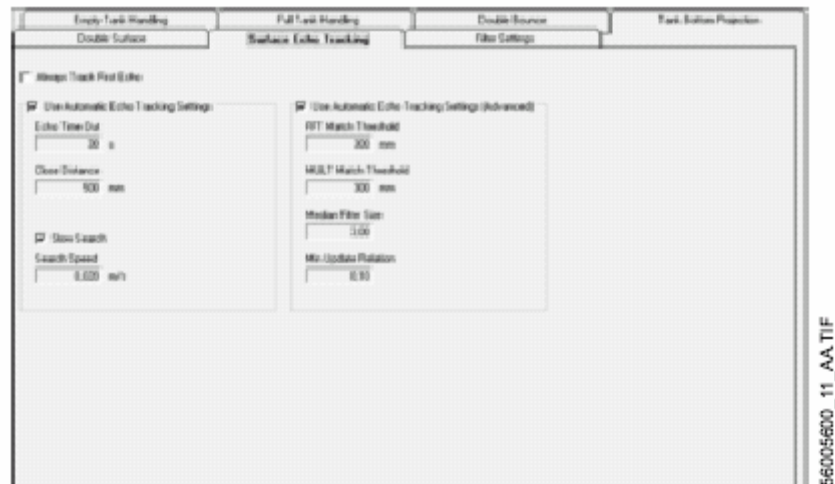 Empty Tank Handling
Full Tank Handling
Double Bounce
Tank Bottom Projection
Double Surface
Surface Echo Tracking
Filter Settings
Always Track First Echo
Use Automatic Echo Tracking Settings
Echo Time Out
20 s
Close Distance
500 mm
Slow Search
Search Speed
0.020 m/s
Use Automatic Echo Tracking Settings (Advanced)
FFT Match Threshold
300 mm
MULT Match Threshold
300 mm
Median Filter Size
3.00
Min. Update Relation
0.10
56005600_11_AA.TIF